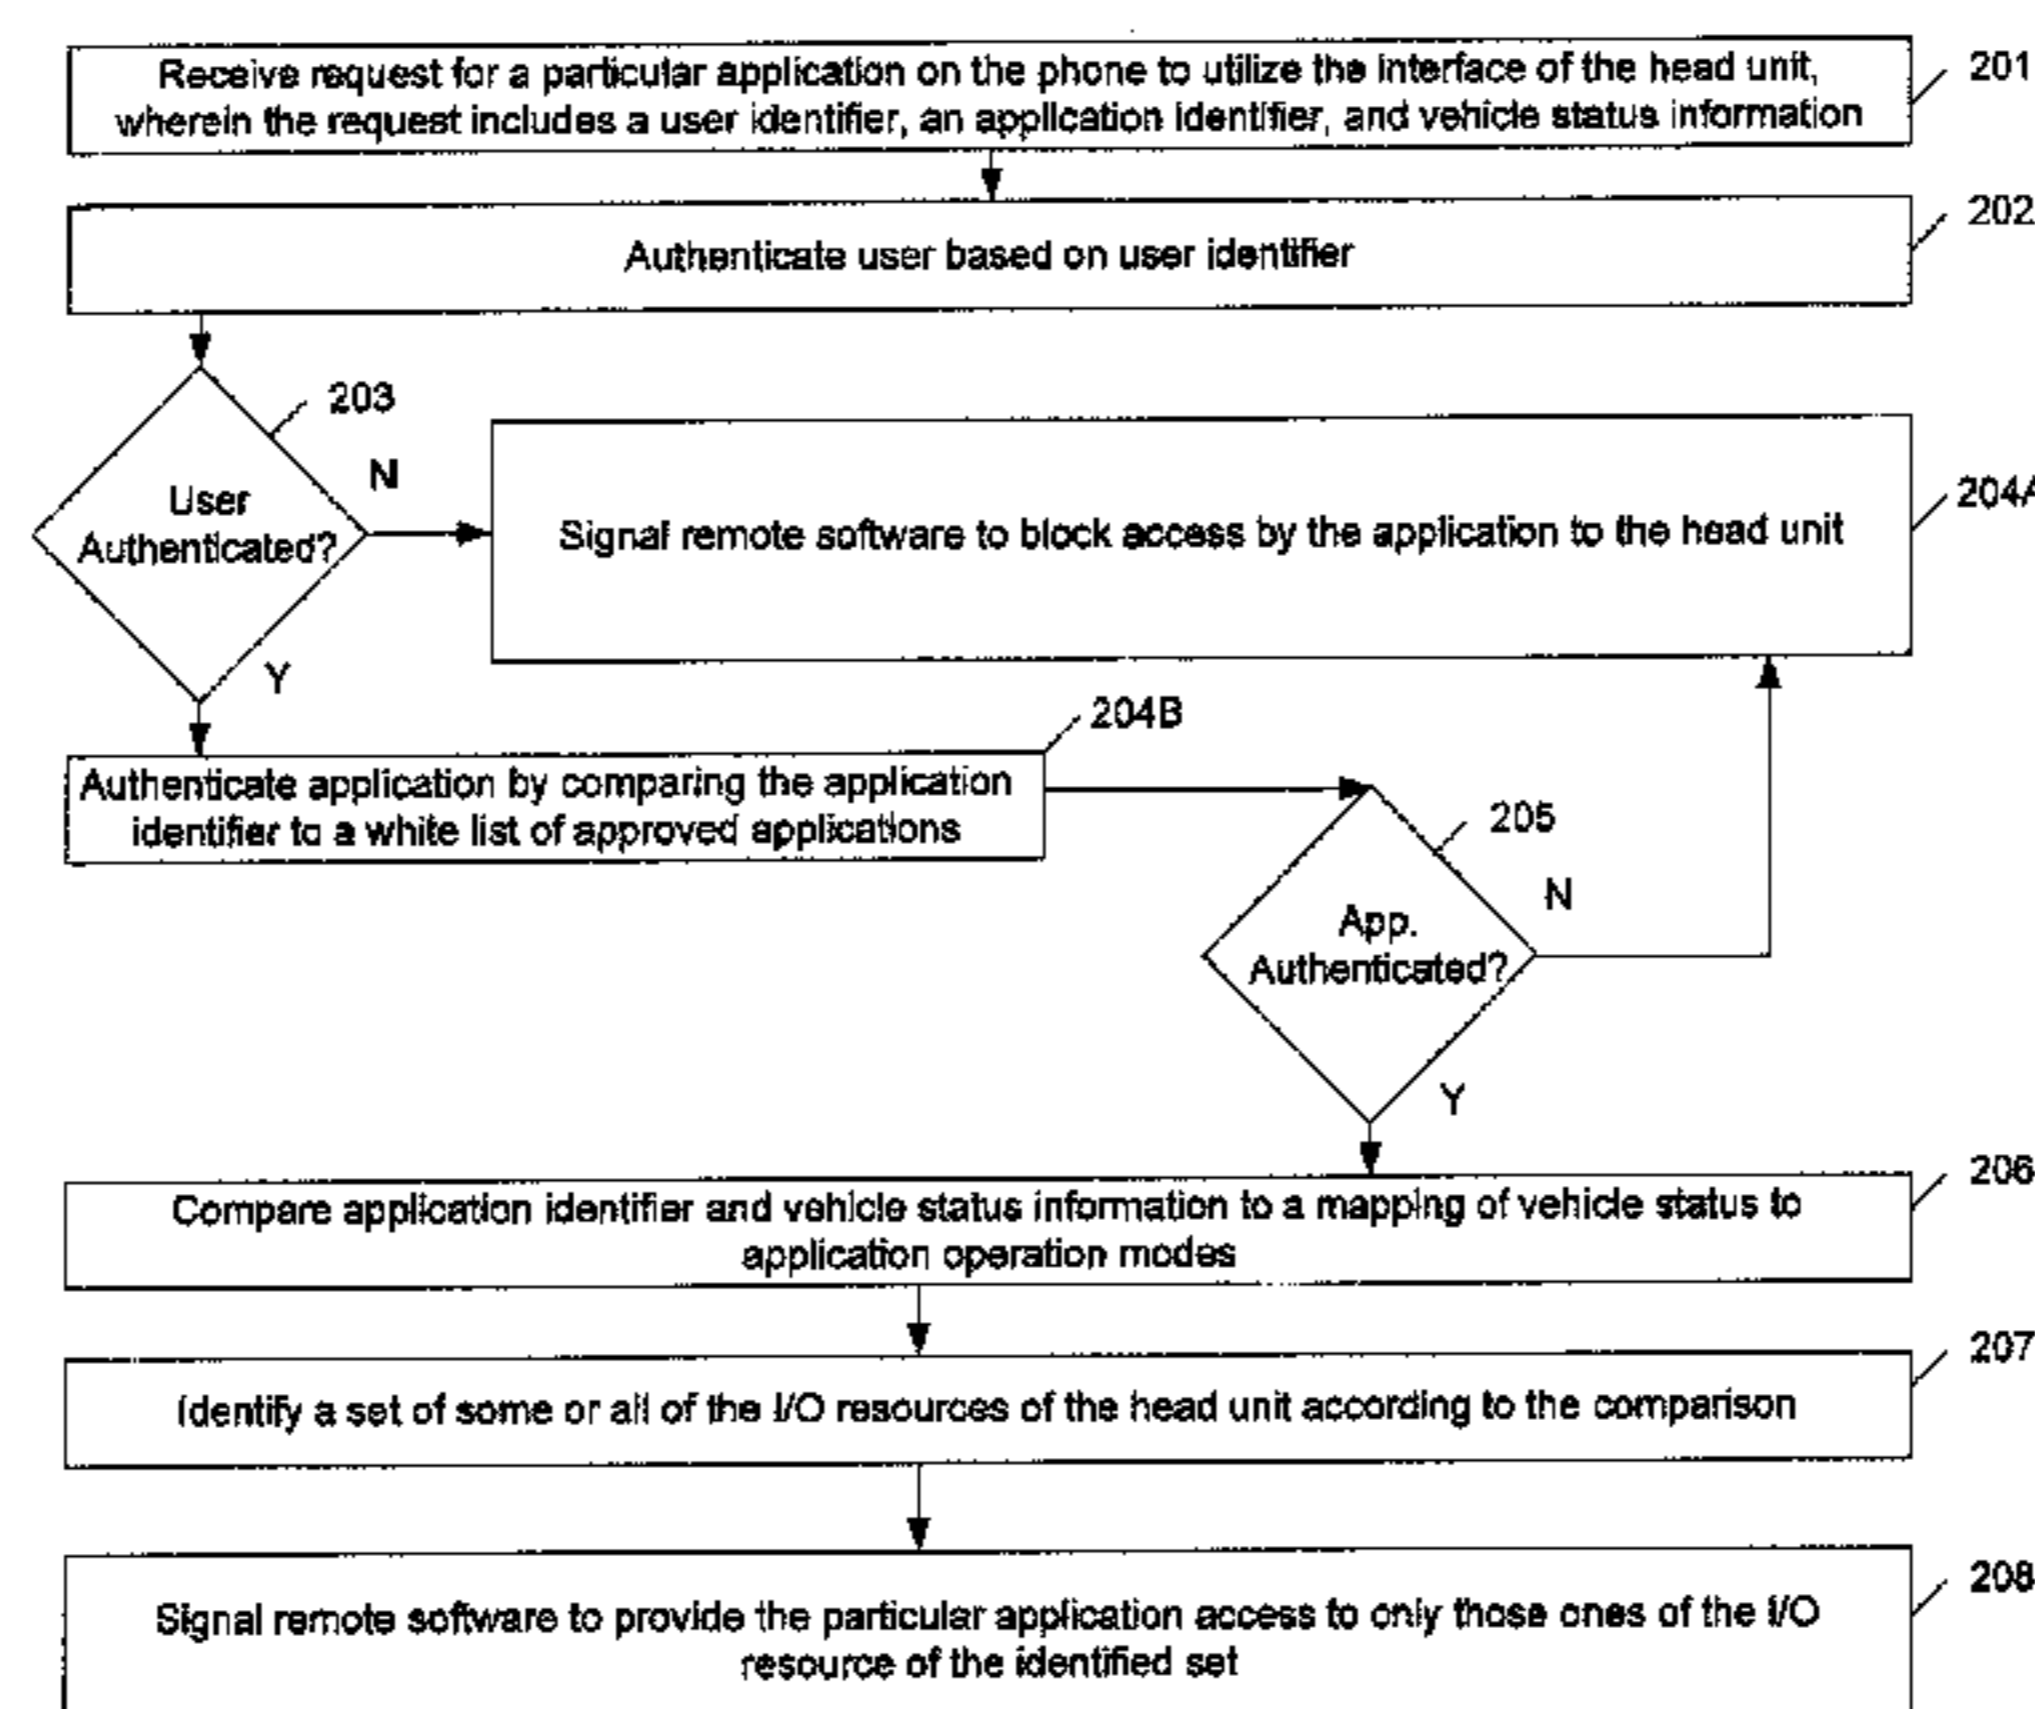 Receive request for a particular application on the phone to utilize the interface of the head unit,
wherein the request includes a user identifier, an application identifier, and vehicle status information
201
Authenticate user based on user identifier
202
203
User
Authenticated?
N
Y
Signal remote software to block access by the application to the head unit
204A
204B
Authenticate application by comparing the application
identifier to a white list of approved applications
205
App.
Authenticated?
N
Y
Compare application identifier and vehicle status information to a mapping of vehicle status to
application operation modes
206
Identify a set of some or all of the I/O resources of the head unit according to the comparison
207
Signal remote software to provide the particular application access to only those ones of the I/O
resource of the identified set
208